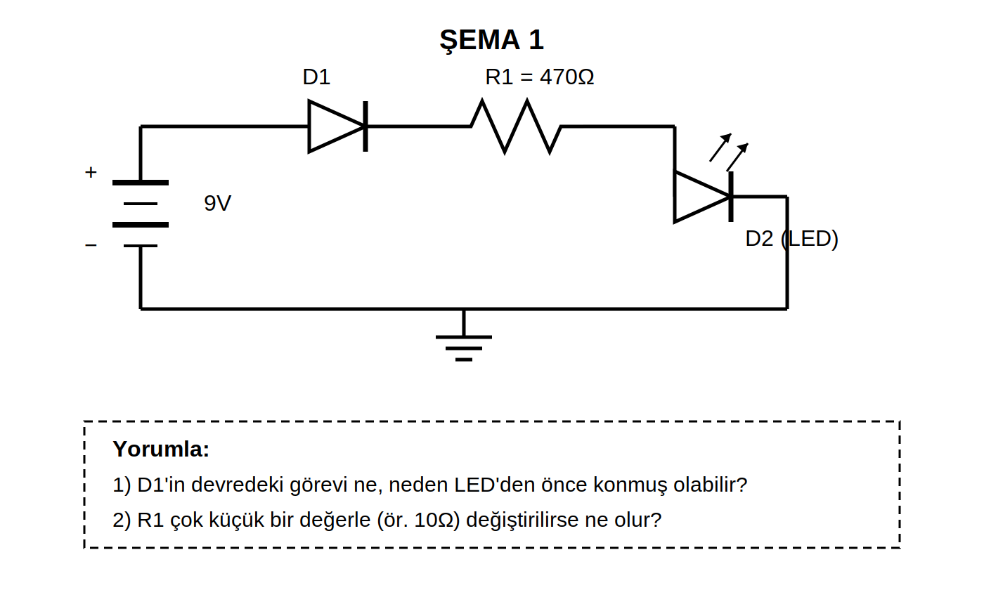 ŞEMA 1
D1
R1 = 470Ω
+
9V
−
D2 (LED)
Yorumla:
1) D1'in devredeki görevi ne, neden LED'den önce konmuş olabilir?
2) R1 çok küçük bir değerle (ör. 10Ω) değiştirilirse ne olur?